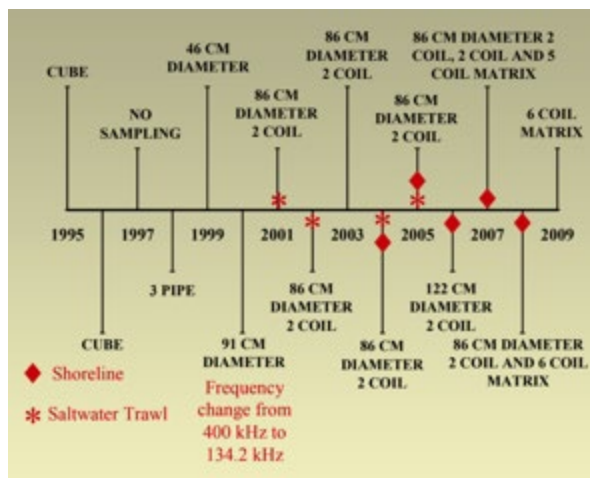 86 CM
DIAMETER
2 COIL
86 CM DIAMETER 2
COIL, 2 COIL AND 5
COIL MATRIX
46 CM
DIAMETER
CUBE
86 CM
DIAMETER
2 COIL
86 CM
DIAMETER
2 COIL
NO
SAMPLING
6 COIL
MATRIX
1995
1997
1999
2001
2003
2005
2007
2009
3 PIPE
86 CM
DIAMETER
2 COIL
122 CM
DIAMETER
2 COIL
CUBE
91 CM
DIAMETER
86 CM
DIAMETER
2 COIL
86 CM DIAMETER
2 COIL AND 6 COIL
MATRIX
Frequency
change from
400 kHz to
134.2 kHz
Shoreline
Saltwater Trawl